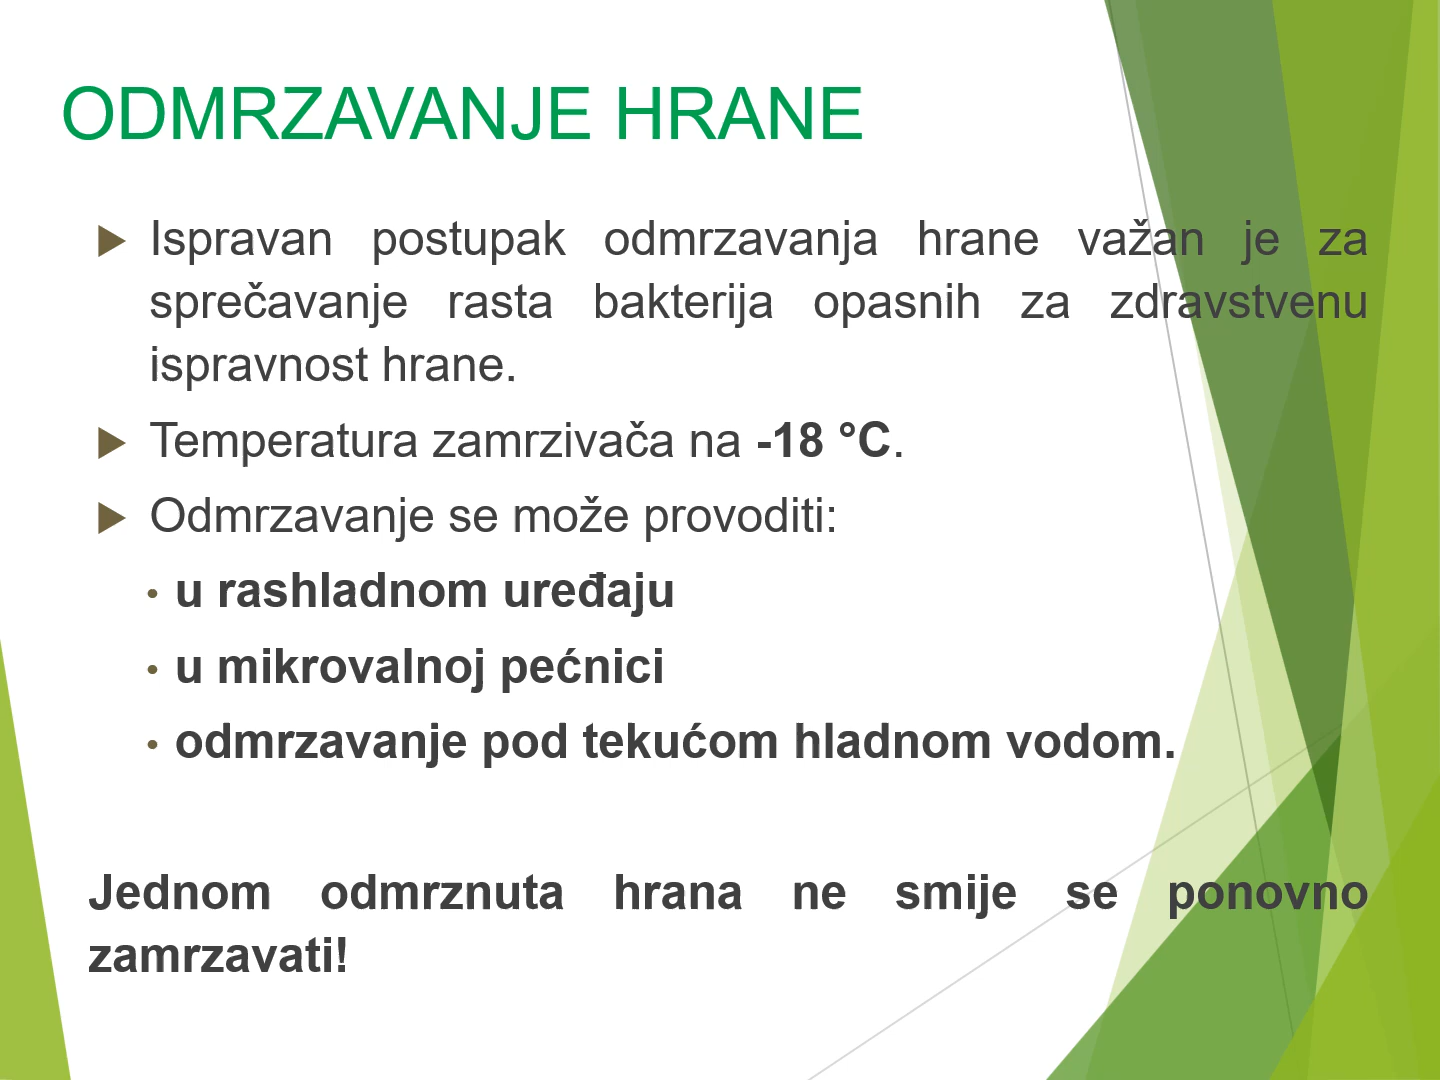 ODMRZAVANJE HRANE
Ispravan postupak odmrzavanja hrane važan je za
sprečavanje rasta bakterija opasnih za zdravstvenu
ispravnost hrane.
Temperatura zamrzivača na -18 °C.
Odmrzavanje se može provoditi:
• u rashladnom uređaju
• u mikrovalnoj pećnici
• odmrzavanje pod tekućom hladnom vodom.
Jednom odmrznuta hrana ne smije se ponovno
zamrzavati!